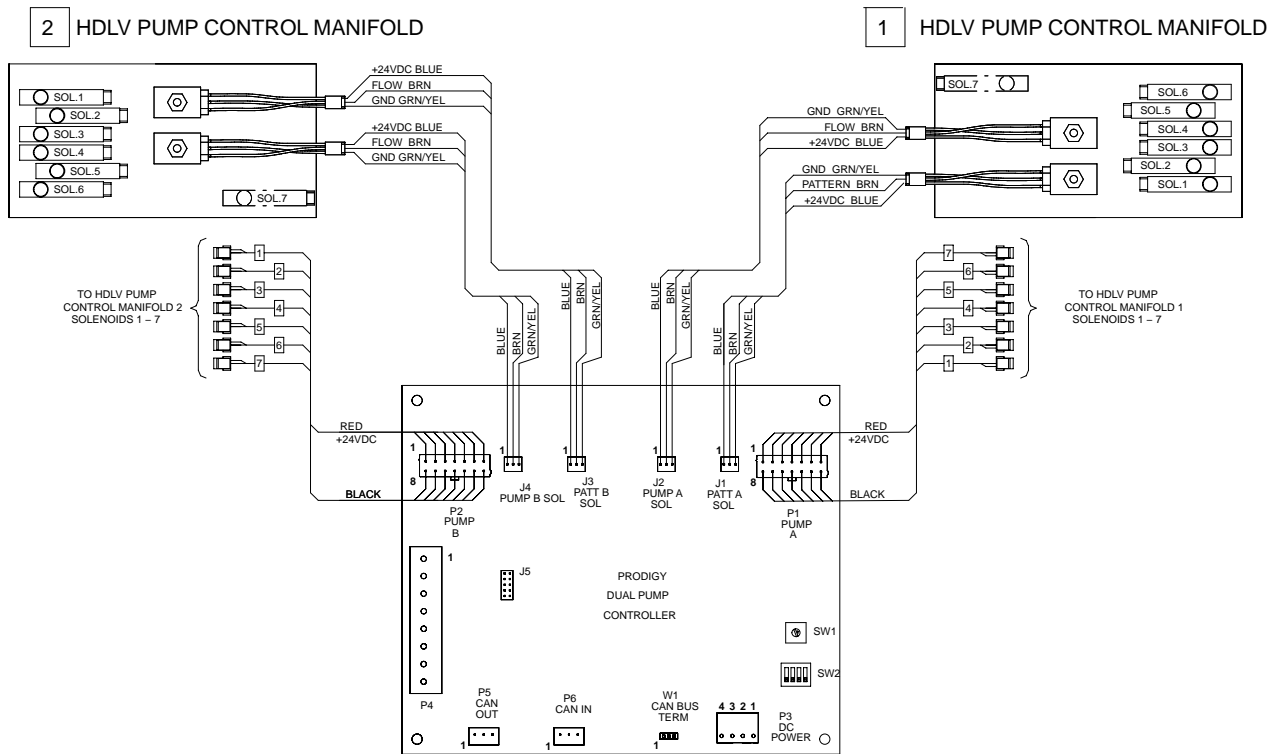 2 HDLV PUMP CONTROL MANIFOLD
1 HDLV PUMP CONTROL MANIFOLD
SOL.1
SOL.2
SOL.3
SOL.4
SOL.5
SOL.6
SOL.7
+24VDC BLUE
FLOW BRN
GND GRN/YEL
+24VDC BLUE
FLOW BRN
GND GRN/YEL
GND GRN/YEL
FLOW BRN
+24VDC BLUE
GND GRN/YEL
PATTERN BRN
+24VDC BLUE
SOL.7
SOL.6
SOL.5
SOL.4
SOL.3
SOL.2
SOL.1
TO HDLV PUMP
CONTROL MANIFOLD 2
SOLENOIDS 1 – 7
1
2
3
4
5
6
7
BLUE
BRN
GRN/YEL
BLUE
BRN
GRN/YEL
BLUE
BRN
GRN/YEL
BLUE
BRN
GRN/YEL
7
6
5
4
3
2
1
TO HDLV PUMP
CONTROL MANIFOLD 1
SOLENOIDS 1 – 7
RED
+24VDC
BLACK
1
8
P2
PUMP
B
1
J4
PUMP B SOL
1
J3
PATT B
SOL
1
J2
PUMP A
SOL
1
J1
PATT A
SOL
1
8
P1
PUMP
A
RED
+24VDC
BLACK
1
P4
J5
PRODIGY
DUAL PUMP
CONTROLLER
SW1
SW2
P5
CAN
OUT
1
P6
CAN IN
1
W1
CAN BUS
TERM
1
4 3 2 1
P3
DC
POWER